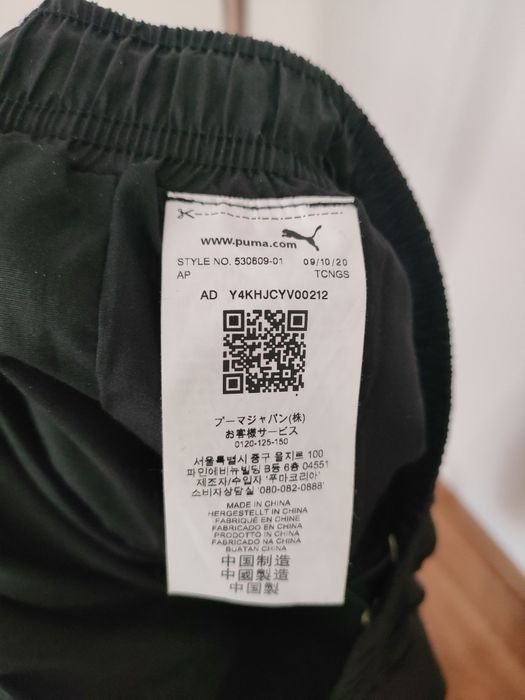 www.puma.com
STYLE NO. 530609-01 09/10/20
AP TCNGS
AD Y4KHJCYV00212
プーマジャパン(株)
お客様サービス
0120-125-150
서울특별시 중구 을지로 100
파인에비뉴빌딩 B동 6층 04551
제조자/수입자 '푸마코리아'
소비자상담실 '080-082-0888'
MADE IN CHINA
HERGESTELLT IN CHINA
FABRIQUÉ EN CHINE
FABRICADO EN CHINA
PRODOTTO IN CHINA
FABRICADO NA CHINA
BUATAN CHINA
中国制造
中國製造
中国製